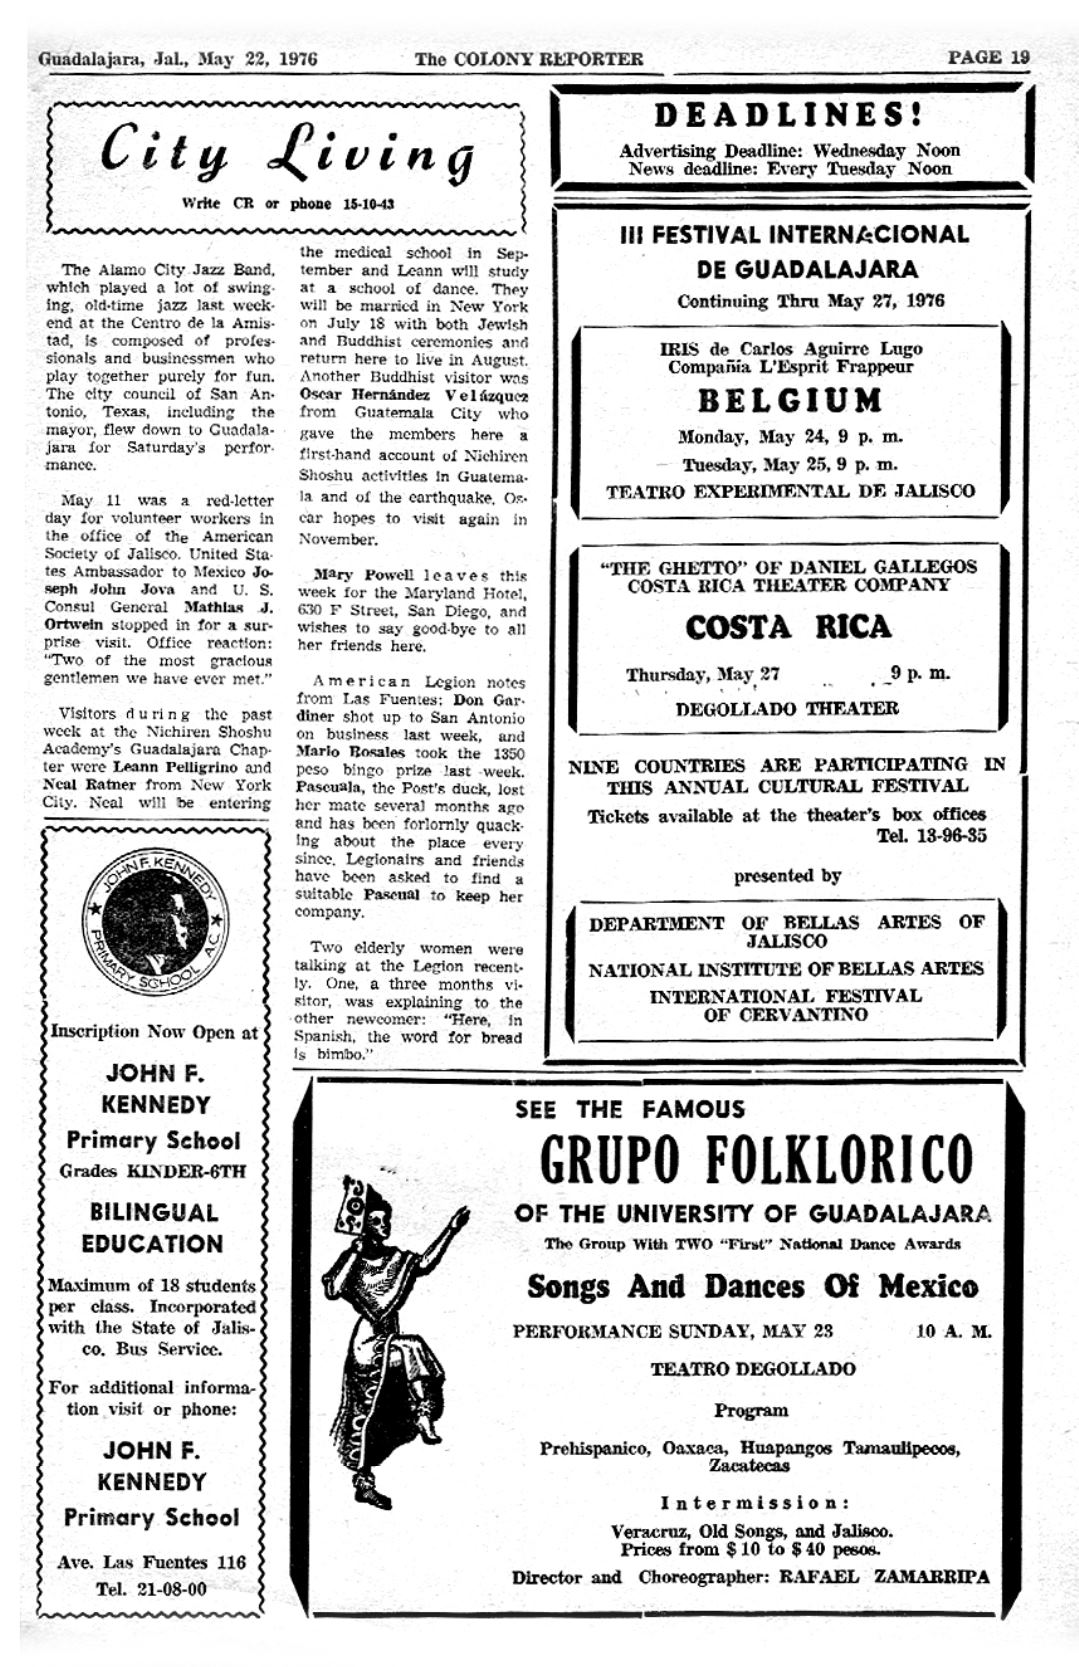 Guadalajara, Jal., May 22, 1976 The COLONY REPORTER PAGE 19
City Living
Write CR or phone 15-10-43
The Alamo City Jazz Band,
which played a lot of swing-
ing, old-time jazz last week-
end at the Centro de la Amis-
tad, is composed of profes-
sionals and businessmen who
play together purely for fun.
The city council of San An-
tonio, Texas, including the
mayor, flew down to Guadala-
jara for Saturday's perfor-
mance.
May 11 was a red-letter
day for volunteer workers in
the office of the American
Society of Jalisco. United Sta-
tes Ambassador to Mexico Jo-
seph John Jova and U. S.
Consul General Mathias J.
Ortwein stopped in for a sur-
prise visit. Office reaction:
"Two of the most gracious
gentlemen we have ever met."
Visitors during the past
week at the Nichiren Shoshu
Academy's Guadalajara Chap-
ter were Leann Pelligrino and
Neal Ratner from New York
City. Neal will be entering
the medical school in Sep-
tember and Leann will study
at a school of dance. They
will be married in New York
on July 18 with both Jewish
and Buddhist ceremonies and
return here to live in August.
Another Buddhist visitor was
Oscar Hernández Velázquez
from Guatemala City who
gave the members here a
first-hand account of Nichiren
Shoshu activities in Guatema-
la and of the earthquake. Os-
car hopes to visit again in
November.
Mary Powell leaves this
week for the Maryland Hotel,
630 F Street, San Diego, and
wishes to say good-bye to all
her friends here.
American Legion notes
from Las Fuentes: Don Gar-
diner shot up to San Antonio
on business last week, and
Mario Rosales took the 1350
peso bingo prize last week.
Pascuala, the Post's duck, lost
her mate several months ago
and has been forlornly quack-
ing about the place every
since. Legionairs and friends
have been asked to find a
suitable Pascual to keep her
company.
Two elderly women were
talking at the Legion recent-
ly. One, a three months vi-
sitor, was explaining to the
other newcomer: "Here, in
Spanish, the word for bread
is bimbo."
JOHN F. KENNEDY
PRIMARY SCHOOL A.C.
Inscription Now Open at
JOHN F.
KENNEDY
Primary School
Grades KINDER-6TH
BILINGUAL
EDUCATION
Maximum of 18 students
per class. Incorporated
with the State of Jalis-
co. Bus Service.
For additional informa-
tion visit or phone:
JOHN F.
KENNEDY
Primary School
Ave. Las Fuentes 116
Tel. 21-08-00
DEADLINES!
Advertising Deadline: Wednesday Noon
News deadline: Every Tuesday Noon
III FESTIVAL INTERNACIONAL
DE GUADALAJARA
Continuing Thru May 27, 1976
IRIS de Carlos Aguirre Lugo
Compañía L'Esprit Frappeur
BELGIUM
Monday, May 24, 9 p. m.
Tuesday, May 25, 9 p. m.
TEATRO EXPERIMENTAL DE JALISCO
"THE GHETTO" OF DANIEL GALLEGOS
COSTA RICA THEATER COMPANY
COSTA RICA
Thursday, May 27 9 p. m.
DEGOLLADO THEATER
NINE COUNTRIES ARE PARTICIPATING IN
THIS ANNUAL CULTURAL FESTIVAL
Tickets available at the theater's box offices
Tel. 13-96-35
presented by
DEPARTMENT OF BELLAS ARTES OF
JALISCO
NATIONAL INSTITUTE OF BELLAS ARTES
INTERNATIONAL FESTIVAL
OF CERVANTINO
SEE THE FAMOUS
GRUPO FOLKLORICO
OF THE UNIVERSITY OF GUADALAJARA
The Group With TWO "First" National Dance Awards
Songs And Dances Of Mexico
PERFORMANCE SUNDAY, MAY 23 10 A. M.
TEATRO DEGOLLADO
Program
Prehispanico, Oaxaca, Huapangos Tamaulipecos,
Zacatecas
Intermission:
Veracruz, Old Songs, and Jalisco.
Prices from $ 10 to $ 40 pesos.
Director and Choreographer: RAFAEL ZAMARRIPA